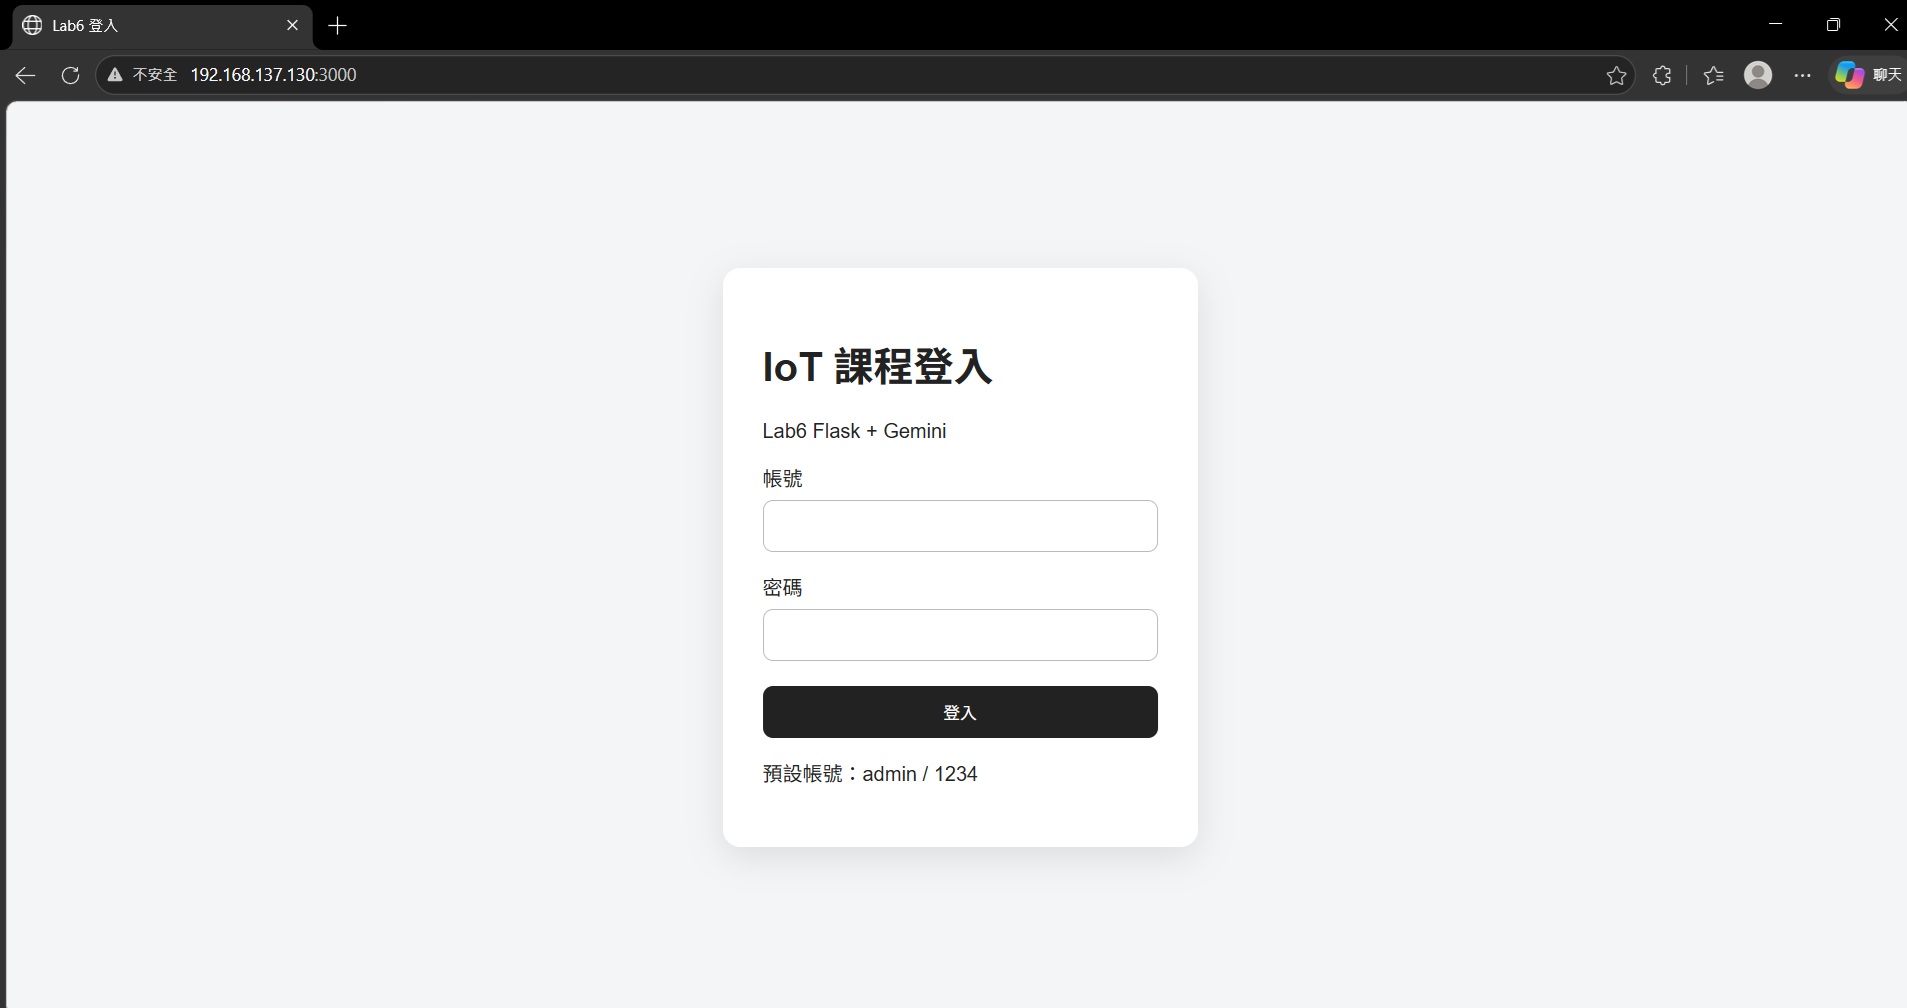 Lab6 登入
不安全 192.168.137.130:3000
聊天
IoT 課程登入
Lab6 Flask + Gemini
帳號
密碼
登入
預設帳號：admin / 1234